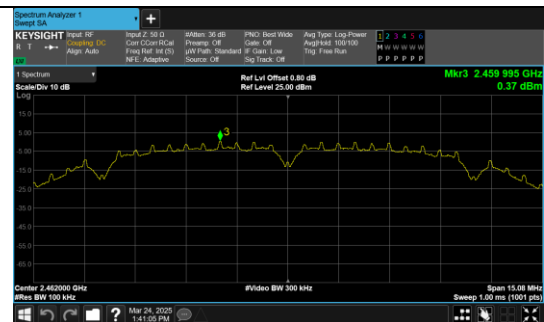 Spectrum Analyzer 1
Swept SA
KEYSIGHT
R T
Input: RF
Coupling: DC
Align: Auto
Input Z: 50 Ω
Corr CCorr RCal
Freq Ref: Int (S)
NFE: Adaptive
#Atten: 36 dB
Preamp: Off
µW Path: Standard
Source: Off
PNO: Best Wide
Gate: Off
IF Gain: Low
Sig Track: Off
Avg Type: Log-Power
Avg|Hold: 100/100
Trig: Free Run
1 2 3 4 5 6
M W W W W W
P P P P P P
1 Spectrum
Scale/Div 10 dB
Log
Ref Lvl Offset 0.80 dB
Ref Level 25.00 dBm
Mkr3 2.459 995 GHz
0.37 dBm
3
15.0
5.00
-5.00
-15.0
-25.0
-35.0
-45.0
-55.0
-65.0
Center 2.462000 GHz
#Res BW 100 kHz
#Video BW 300 kHz
Span 15.08 MHz
Sweep 1.00 ms (1001 pts)
?
Mar 24, 2025
1:41:05 PM